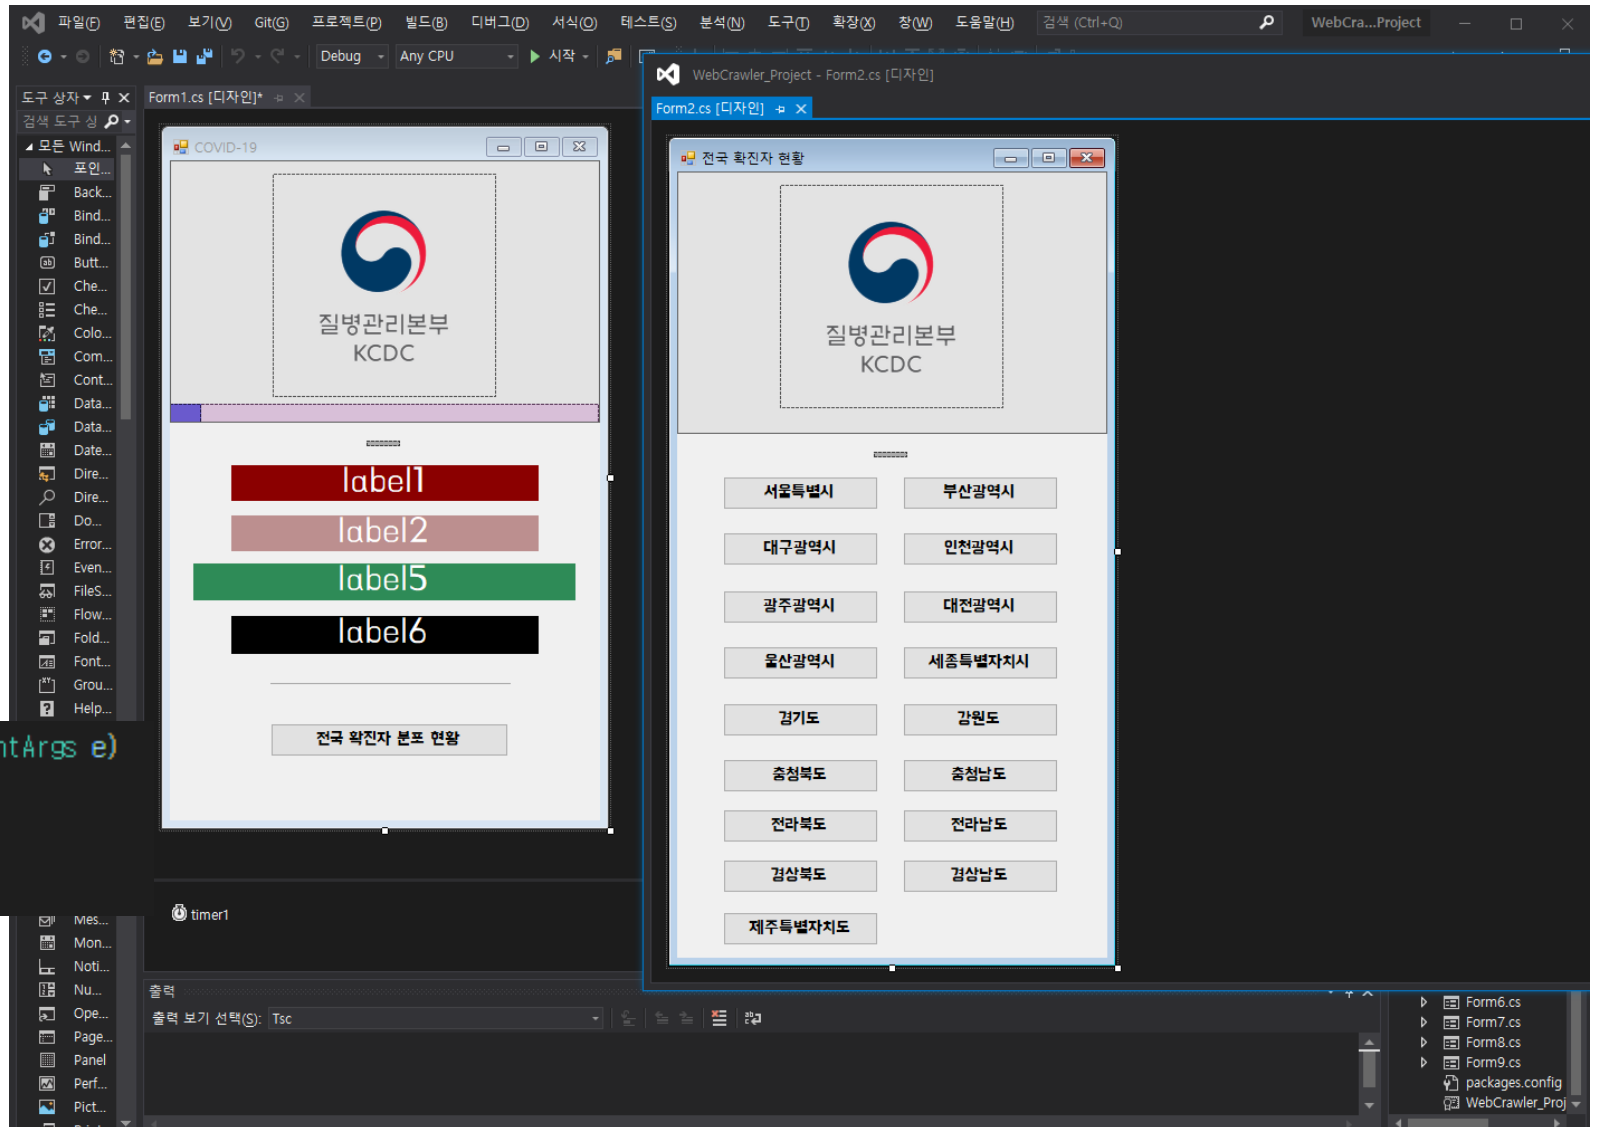 파일(F) 편집(E) 보기(V) Git(G) 프로젝트(P) 빌드(B) 디버그(D) 서식(O) 테스트(S) 분석(N) 도구(T) 확장(X) 창(W) 도움말(H) 검색 (Ctrl+Q) WebCra...Project
Debug Any CPU 시작
WebCrawler_Project - Form2.cs [디자인]
도구 상자 Form1.cs [디자인]*
Form2.cs [디자인]
검색 도구 상
모든 Wind...
포인...
Back...
Bind...
Bind...
Butt...
Che...
Che...
Colo...
Com...
Cont...
Data...
Data...
Date...
Dire...
Dire...
Do...
Error...
Even...
FileS...
Flow...
Fold...
Font...
Grou...
Help...
ntArgs e)
Mes...
Mon...
Noti...
Nu...
Ope...
Page...
Panel
Perf...
Pict...
COVID-19
질병관리본부
KCDC
label1
label2
label5
label6
전국 확진자 분포 현황
timer1
전국 확진자 현황
질병관리본부
KCDC
서울특별시 부산광역시
대구광역시 인천광역시
광주광역시 대전광역시
울산광역시 세종특별자치시
경기도 강원도
충청북도 충청남도
전라북도 전라남도
경상북도 경상남도
제주특별자치도
출력
출력 보기 선택(S): Tsc
Form6.cs
Form7.cs
Form8.cs
Form9.cs
packages.config
WebCrawler_Proj